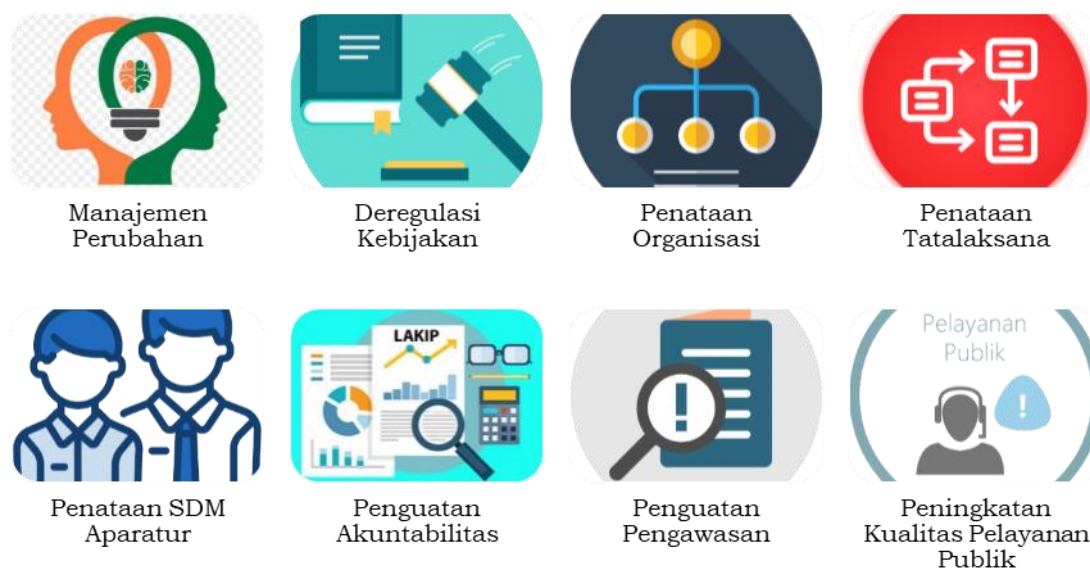 Manajemen
Perubahan
Deregulasi
Kebijakan
Penataan
Organisasi
Penataan
Tatalaksana
LAKIP
Pelayanan
Publik
Penataan SDM
Aparatur
Penguatan
Akuntabilitas
Penguatan
Pengawasan
Peningkatan
Kualitas Pelayanan
Publik